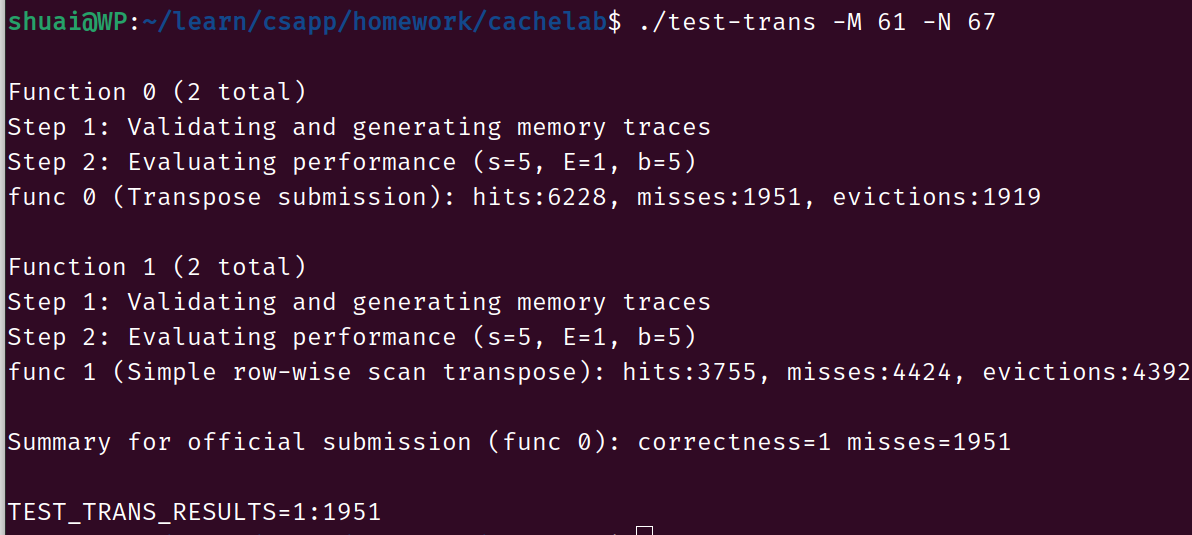 shuai@WP:~/learn/csapp/homework/cachelab$ ./test-trans -M 61 -N 67
Function 0 (2 total)
Step 1: Validating and generating memory traces
Step 2: Evaluating performance (s=5, E=1, b=5)
func 0 (Transpose submission): hits:6228, misses:1951, evictions:1919
Function 1 (2 total)
Step 1: Validating and generating memory traces
Step 2: Evaluating performance (s=5, E=1, b=5)
func 1 (Simple row-wise scan transpose): hits:3755, misses:4424, evictions:4392
Summary for official submission (func 0): correctness=1 misses=1951
TEST_TRANS_RESULTS=1:1951